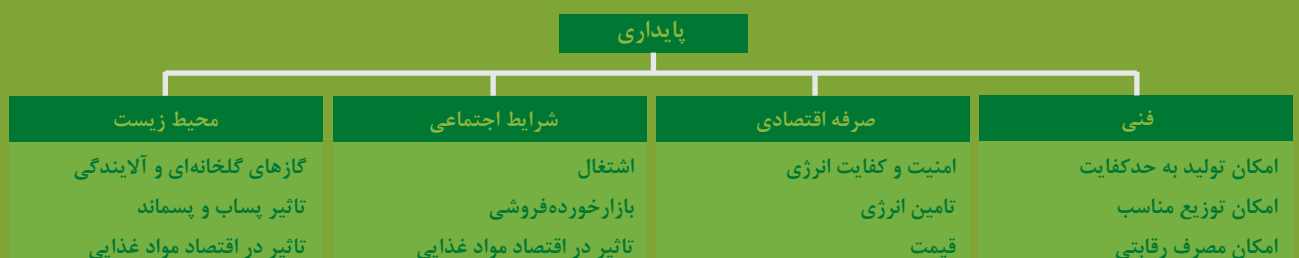 پایداری
فنی
امکان تولید به حدکفایت
امکان توزیع مناسب
امکان مصرف رقابتی
صرفه اقتصادی
امنیت و کفایت انرژی
تامین انرژی
قیمت
شرایط اجتماعی
اشتغال
بازارخورده‌فروشی
تاثیر در اقتصاد مواد غذایی
محیط زیست
گازهای گلخانه‌ای و آلایندگی
تاثیر پساب و پسماند
تاثیر در اقتصاد مواد غذایی